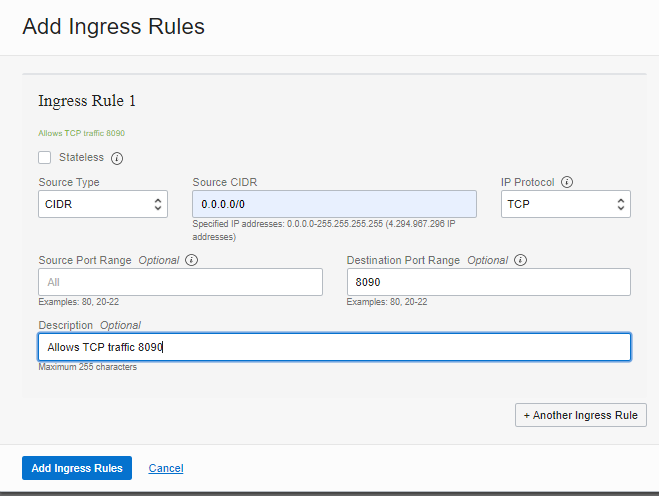 Add Ingress Rules
Ingress Rule 1
Allows TCP traffic 8090
Stateless
Source Type
Source CIDR
IP Protocol
CIDR
0.0.0.0/0
TCP
Specified IP addresses: 0.0.0.0-255.255.255.255 (4.294.967.296 IP
addresses)
Source Port Range Optional
Destination Port Range Optional
All
8090
Examples: 80, 20-22
Examples: 80, 20-22
Description Optional
Allows TCP traffic 8090
Maximum 255 characters
+ Another Ingress Rule
Add Ingress Rules
Cancel